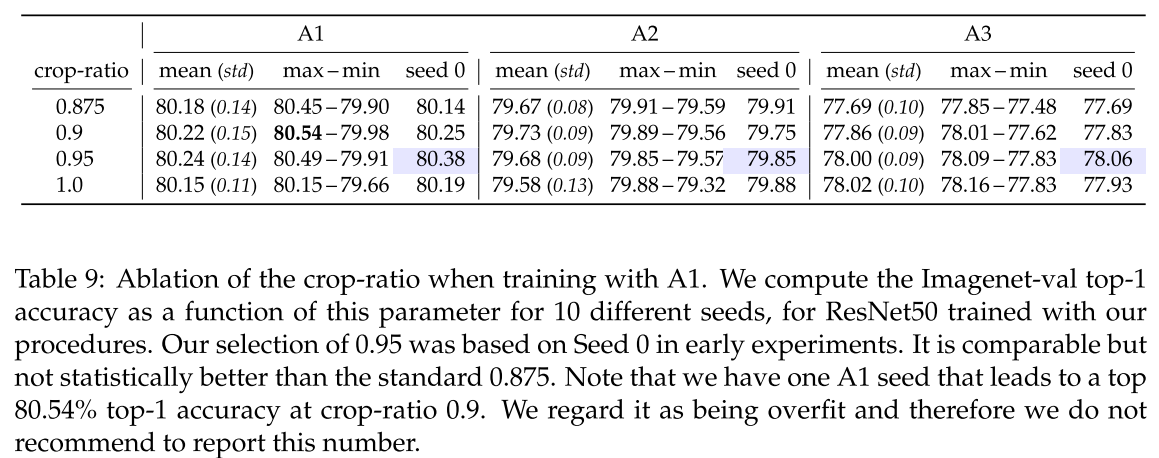 A1 A2 A3
crop-ratio mean (std) max – min seed 0 mean (std) max – min seed 0 mean (std) max – min seed 0
0.875 80.18 (0.14) 80.45 – 79.90 80.14 79.67 (0.08) 79.91 – 79.59 79.91 77.69 (0.10) 77.85 – 77.48 77.69
0.9 80.22 (0.15) 80.54 – 79.98 80.25 79.73 (0.09) 79.89 – 79.56 79.75 77.86 (0.09) 78.01 – 77.62 77.83
0.95 80.24 (0.14) 80.49 – 79.91 80.38 79.68 (0.09) 79.85 – 79.57 79.85 78.00 (0.09) 78.09 – 77.83 78.06
1.0 80.15 (0.11) 80.15 – 79.66 80.19 79.58 (0.13) 79.88 – 79.32 79.88 78.02 (0.10) 78.16 – 77.83 77.93
Table 9: Ablation of the crop-ratio when training with A1. We compute the Imagenet-val top-1
accuracy as a function of this parameter for 10 different seeds, for ResNet50 trained with our
procedures. Our selection of 0.95 was based on Seed 0 in early experiments. It is comparable but
not statistically better than the standard 0.875. Note that we have one A1 seed that leads to a top
80.54% top-1 accuracy at crop-ratio 0.9. We regard it as being overfit and therefore we do not
recommend to report this number.